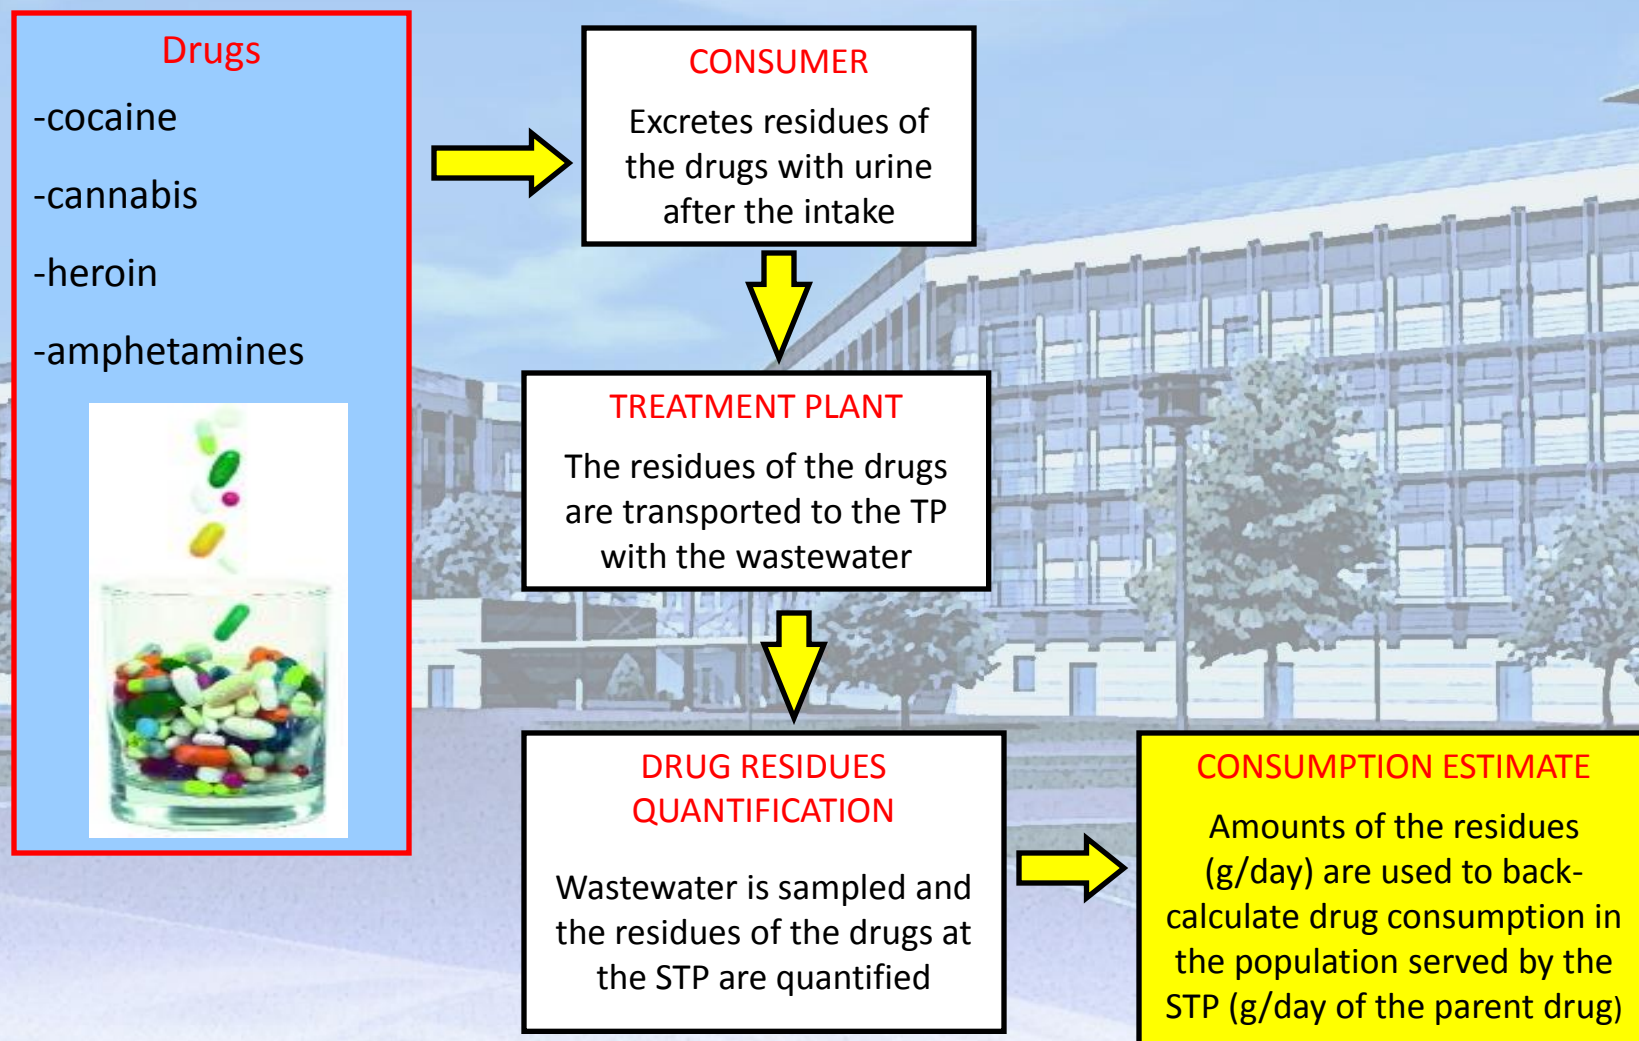 Drugs
-cocaine
-cannabis
-heroin
-amphetamines
CONSUMER
Excretes residues of
the drugs with urine
after the intake
TREATMENT PLANT
The residues of the drugs
are transported to the TP
with the wastewater
DRUG RESIDUES
QUANTIFICATION
Wastewater is sampled and
the residues of the drugs at
the STP are quantified
CONSUMPTION ESTIMATE
Amounts of the residues
(g/day) are used to back-
calculate drug consumption in
the population served by the
STP (g/day of the parent drug)